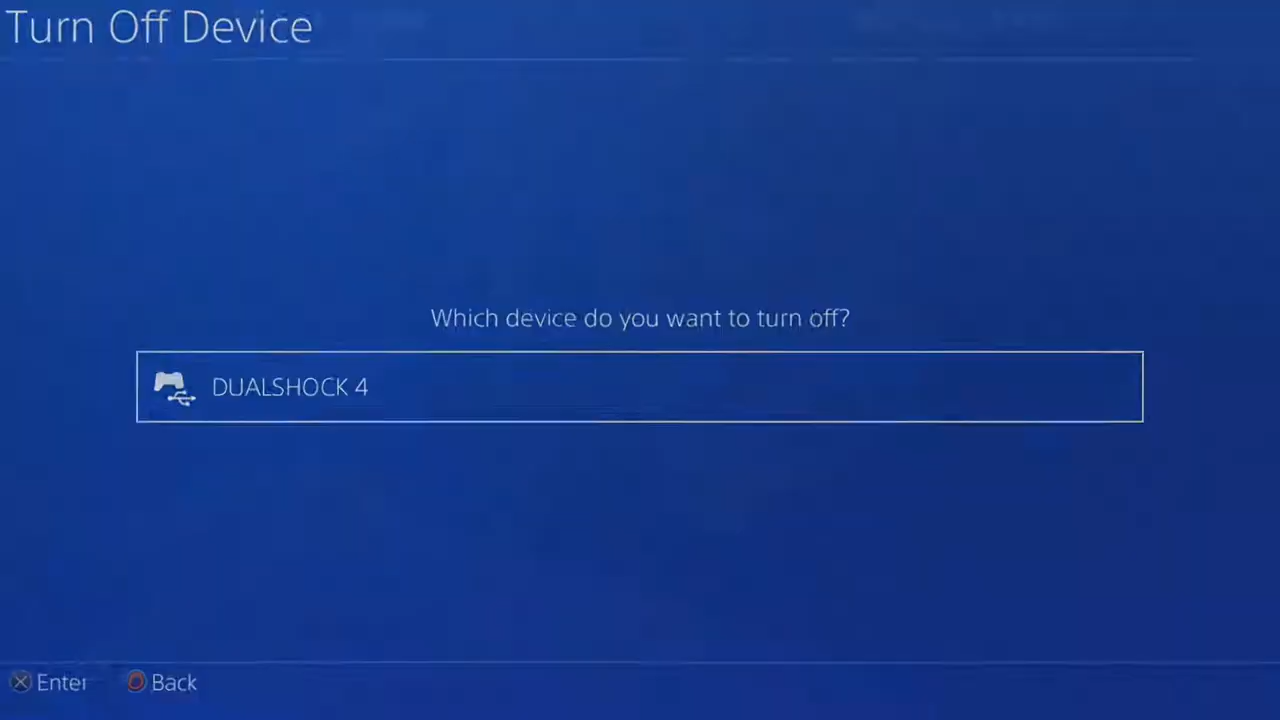 Turn Off Device
Which device do you want to turn off?
DUALSHOCK 4
Enter
Back